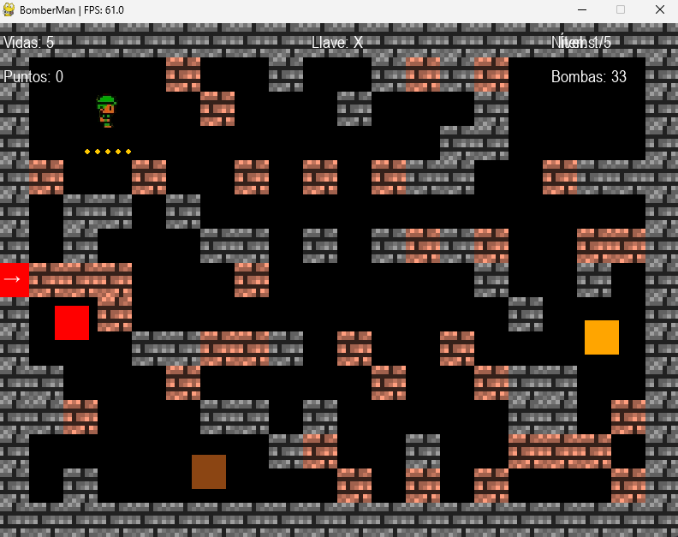 BomberMan | FPS: 61.0
Vidas: 5
Llave: X
Puntos: 0
Bombas: 33
→